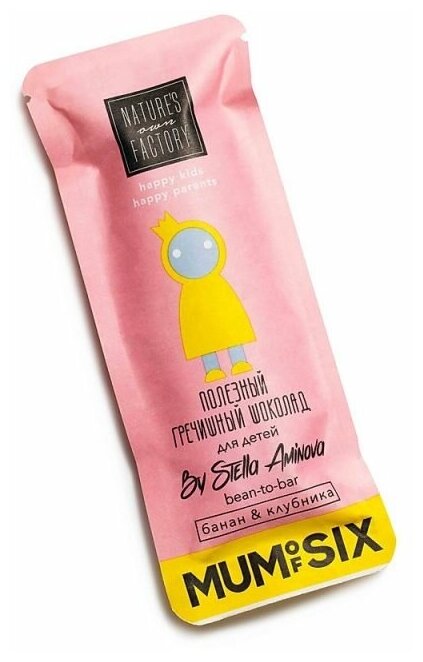 NATURE'S
own
FACTORY
happy kids
happy parents
ПОЛЕЗНЫЙ
ГРЕЧИШНЫЙ ШОКОЛАД
для детей
By Stella Aminova
bean-to-bar
банан & клубника
MUM OF SIX